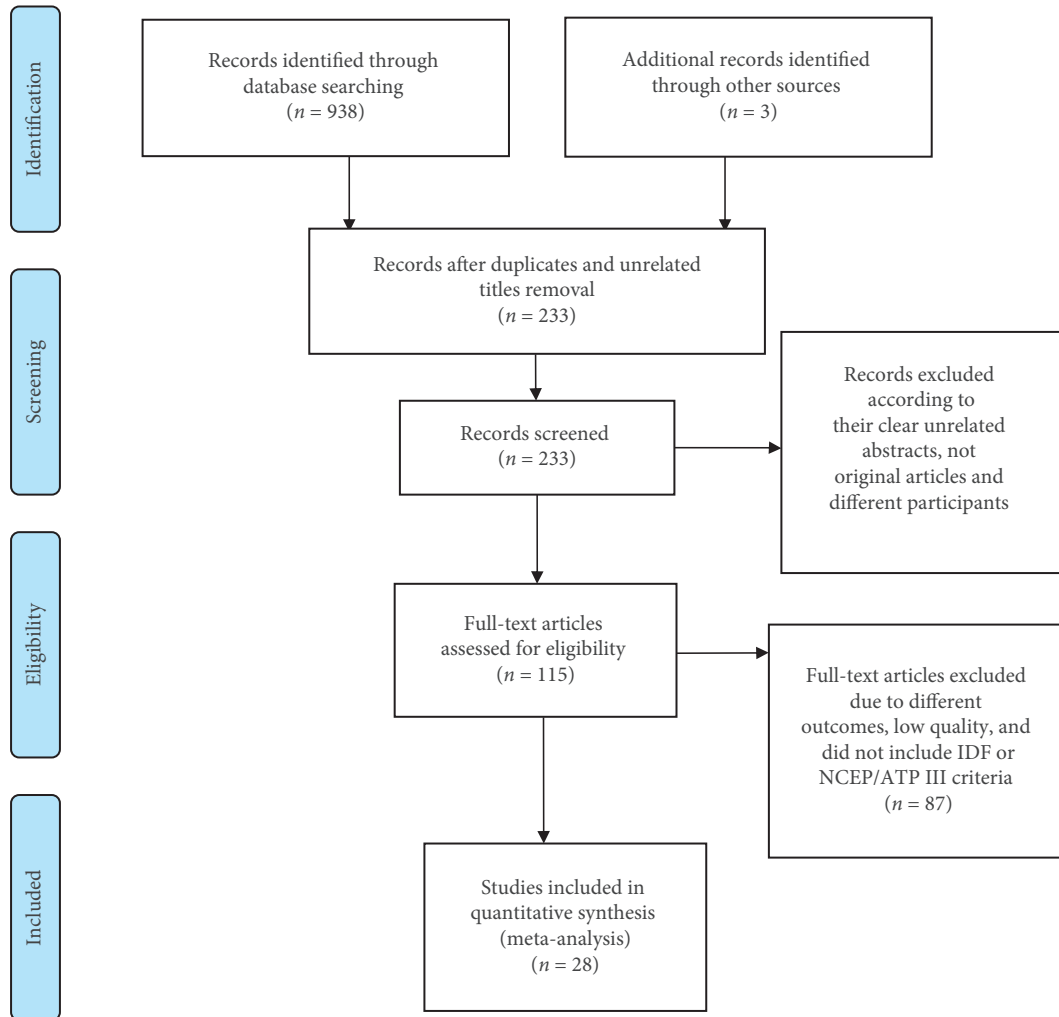 Identification
Records identified through
database searching
(n = 938)
Additional records identified
through other sources
(n = 3)
Records after duplicates and unrelated
titles removal
(n = 233)
Screening
Records screened
(n = 233)
Records excluded
according to
their clear unrelated
abstracts, not
original articles and
different participants
Eligibility
Full-text articles
assessed for eligibility
(n = 115)
Full-text articles excluded
due to different
outcomes, low quality, and
did not include IDF or
NCEP/ATP III criteria
(n = 87)
Included
Studies included in
quantitative synthesis
(meta-analysis)
(n = 28)